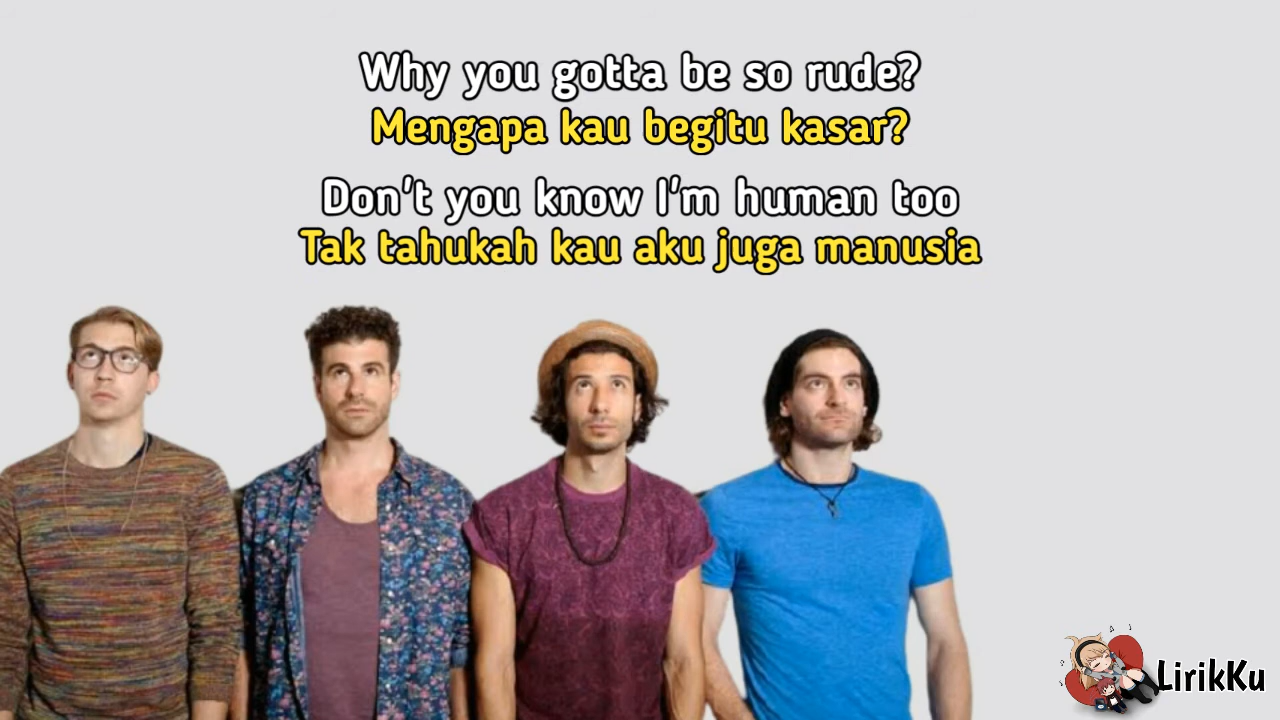 Why you gotta be so rude?
Mengapa kau begitu kasar?
Don't you know I'm human too
Tak tahukah kau aku juga manusia
LirikKu